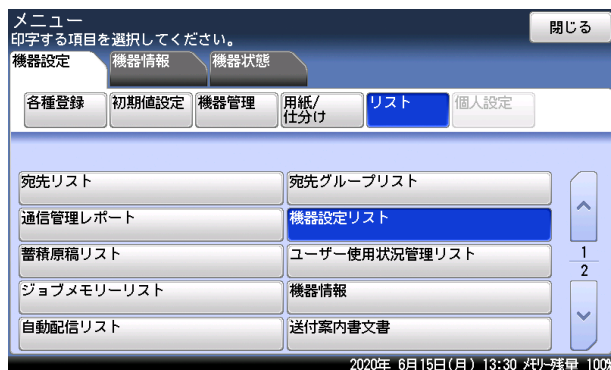 メニュー
印字する項目を選択してください。
閉じる
機器設定 機器情報 機器状態
各種登録 初期値設定 機器管理 用紙/
仕分け リスト 個人設定
宛先リスト 宛先グループリスト
通信管理レポート 機器設定リスト
蓄積原稿リスト ユーザー使用状況管理リスト
1
2
ジョブメモリーリスト 機器情報
自動配信リスト 送付案内書文書
2020年 6月15日(月) 13:30 メモリー残量 100%